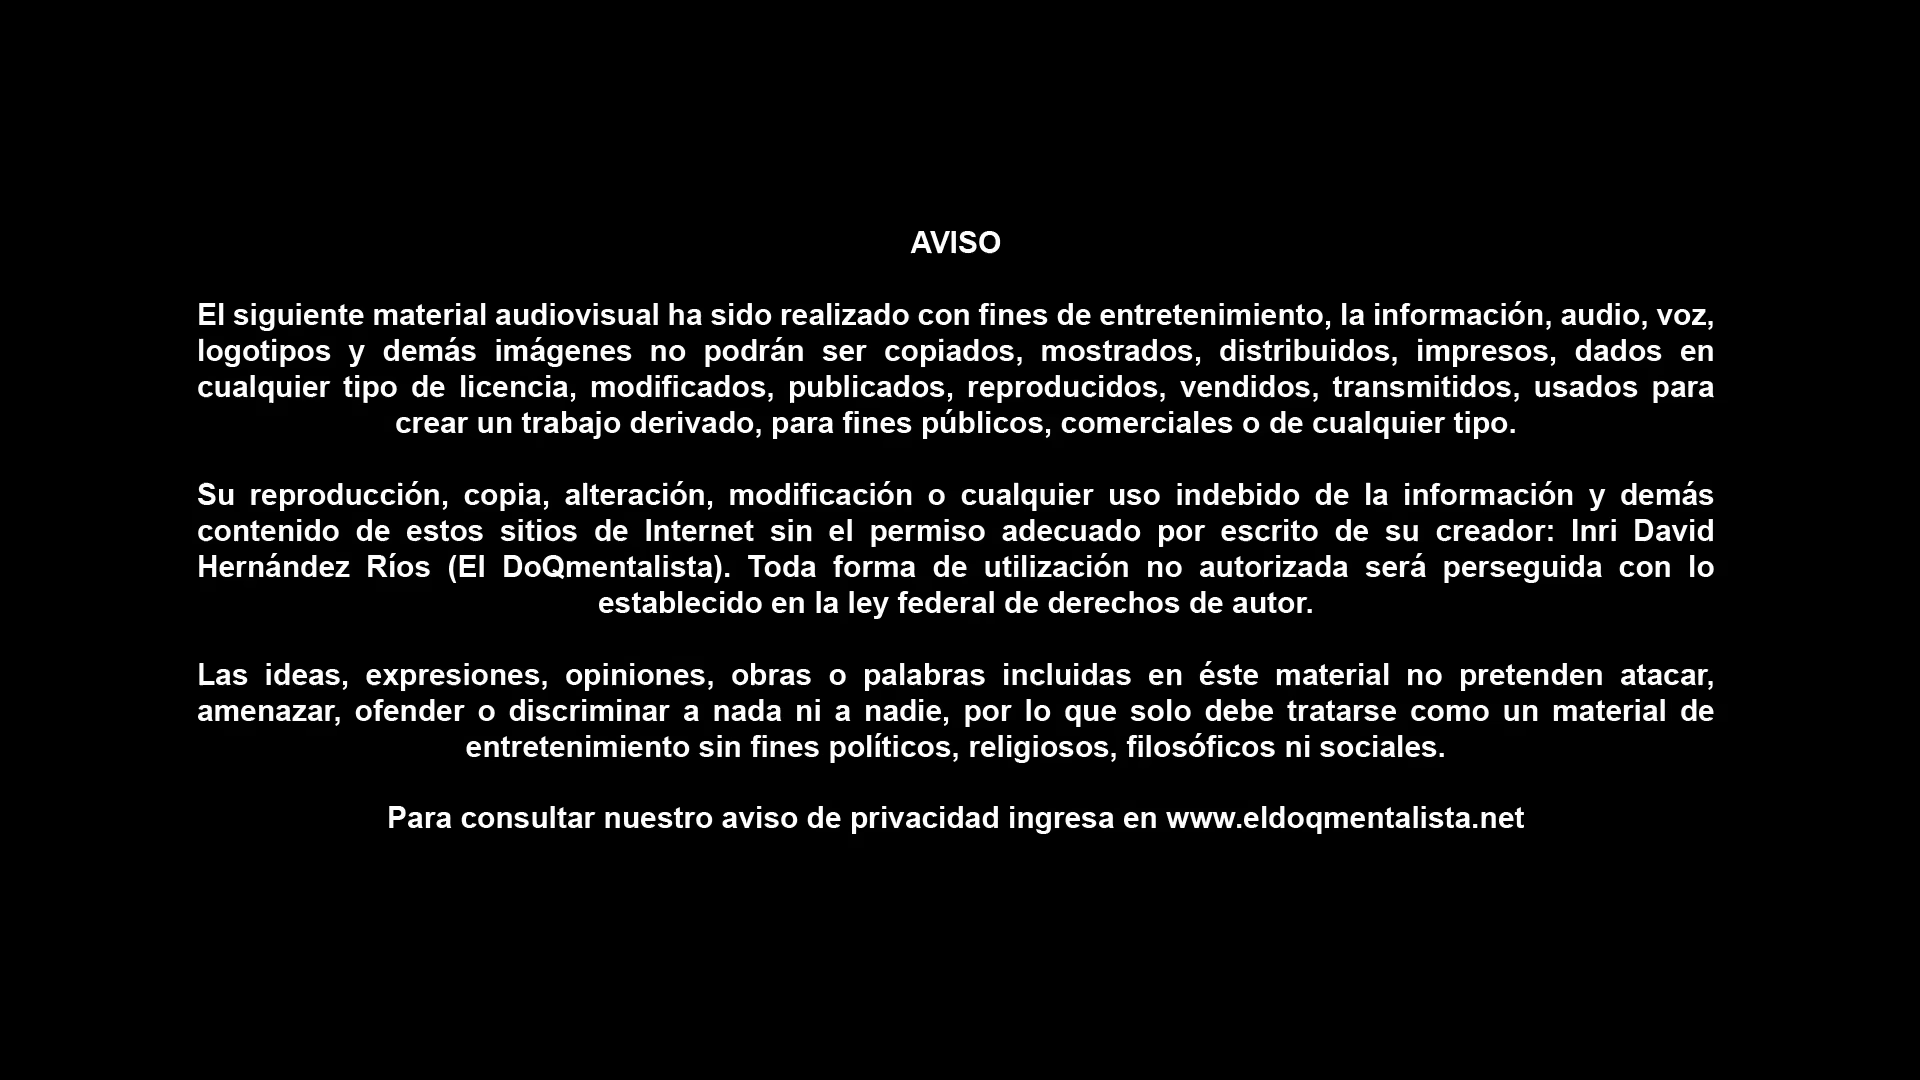 AVISO
El siguiente material audiovisual ha sido realizado con fines de entretenimiento, la información, audio, voz,
logotipos y demás imágenes no podrán ser copiados, mostrados, distribuidos, impresos, dados en
cualquier tipo de licencia, modificados, publicados, reproducidos, vendidos, transmitidos, usados para
crear un trabajo derivado, para fines públicos, comerciales o de cualquier tipo.
Su reproducción, copia, alteración, modificación o cualquier uso indebido de la información y demás
contenido de estos sitios de Internet sin el permiso adecuado por escrito de su creador: Inri David
Hernández Ríos (El DoQmentalista). Toda forma de utilización no autorizada será perseguida con lo
establecido en la ley federal de derechos de autor.
Las ideas, expresiones, opiniones, obras o palabras incluidas en éste material no pretenden atacar,
amenazar, ofender o discriminar a nada ni a nadie, por lo que solo debe tratarse como un material de
entretenimiento sin fines políticos, religiosos, filosóficos ni sociales.
Para consultar nuestro aviso de privacidad ingresa en www.eldoqmentalista.net